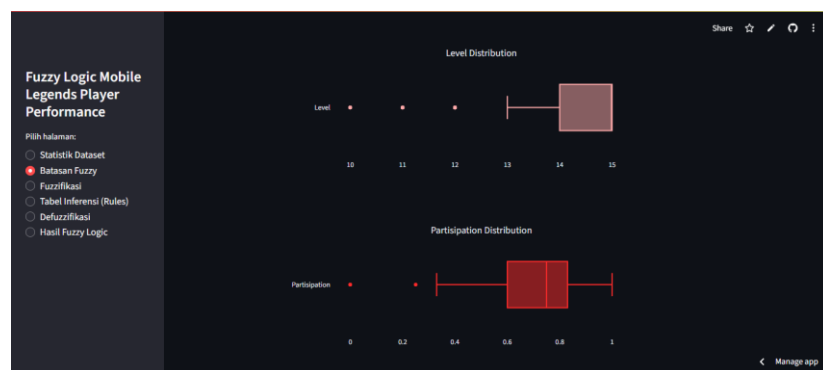 Share
Fuzzy Logic Mobile
Legends Player
Performance
Pilih halaman:
Statistik Dataset
Batasan Fuzzy
Fuzzifikasi
Tabel Inferensi (Rules)
Defuzzifikasi
Hasil Fuzzy Logic
Level Distribution
Level
10 11 12 13 14 15
Partisipation Distribution
Partisipation
0 0.2 0.4 0.6 0.8 1
Manage app